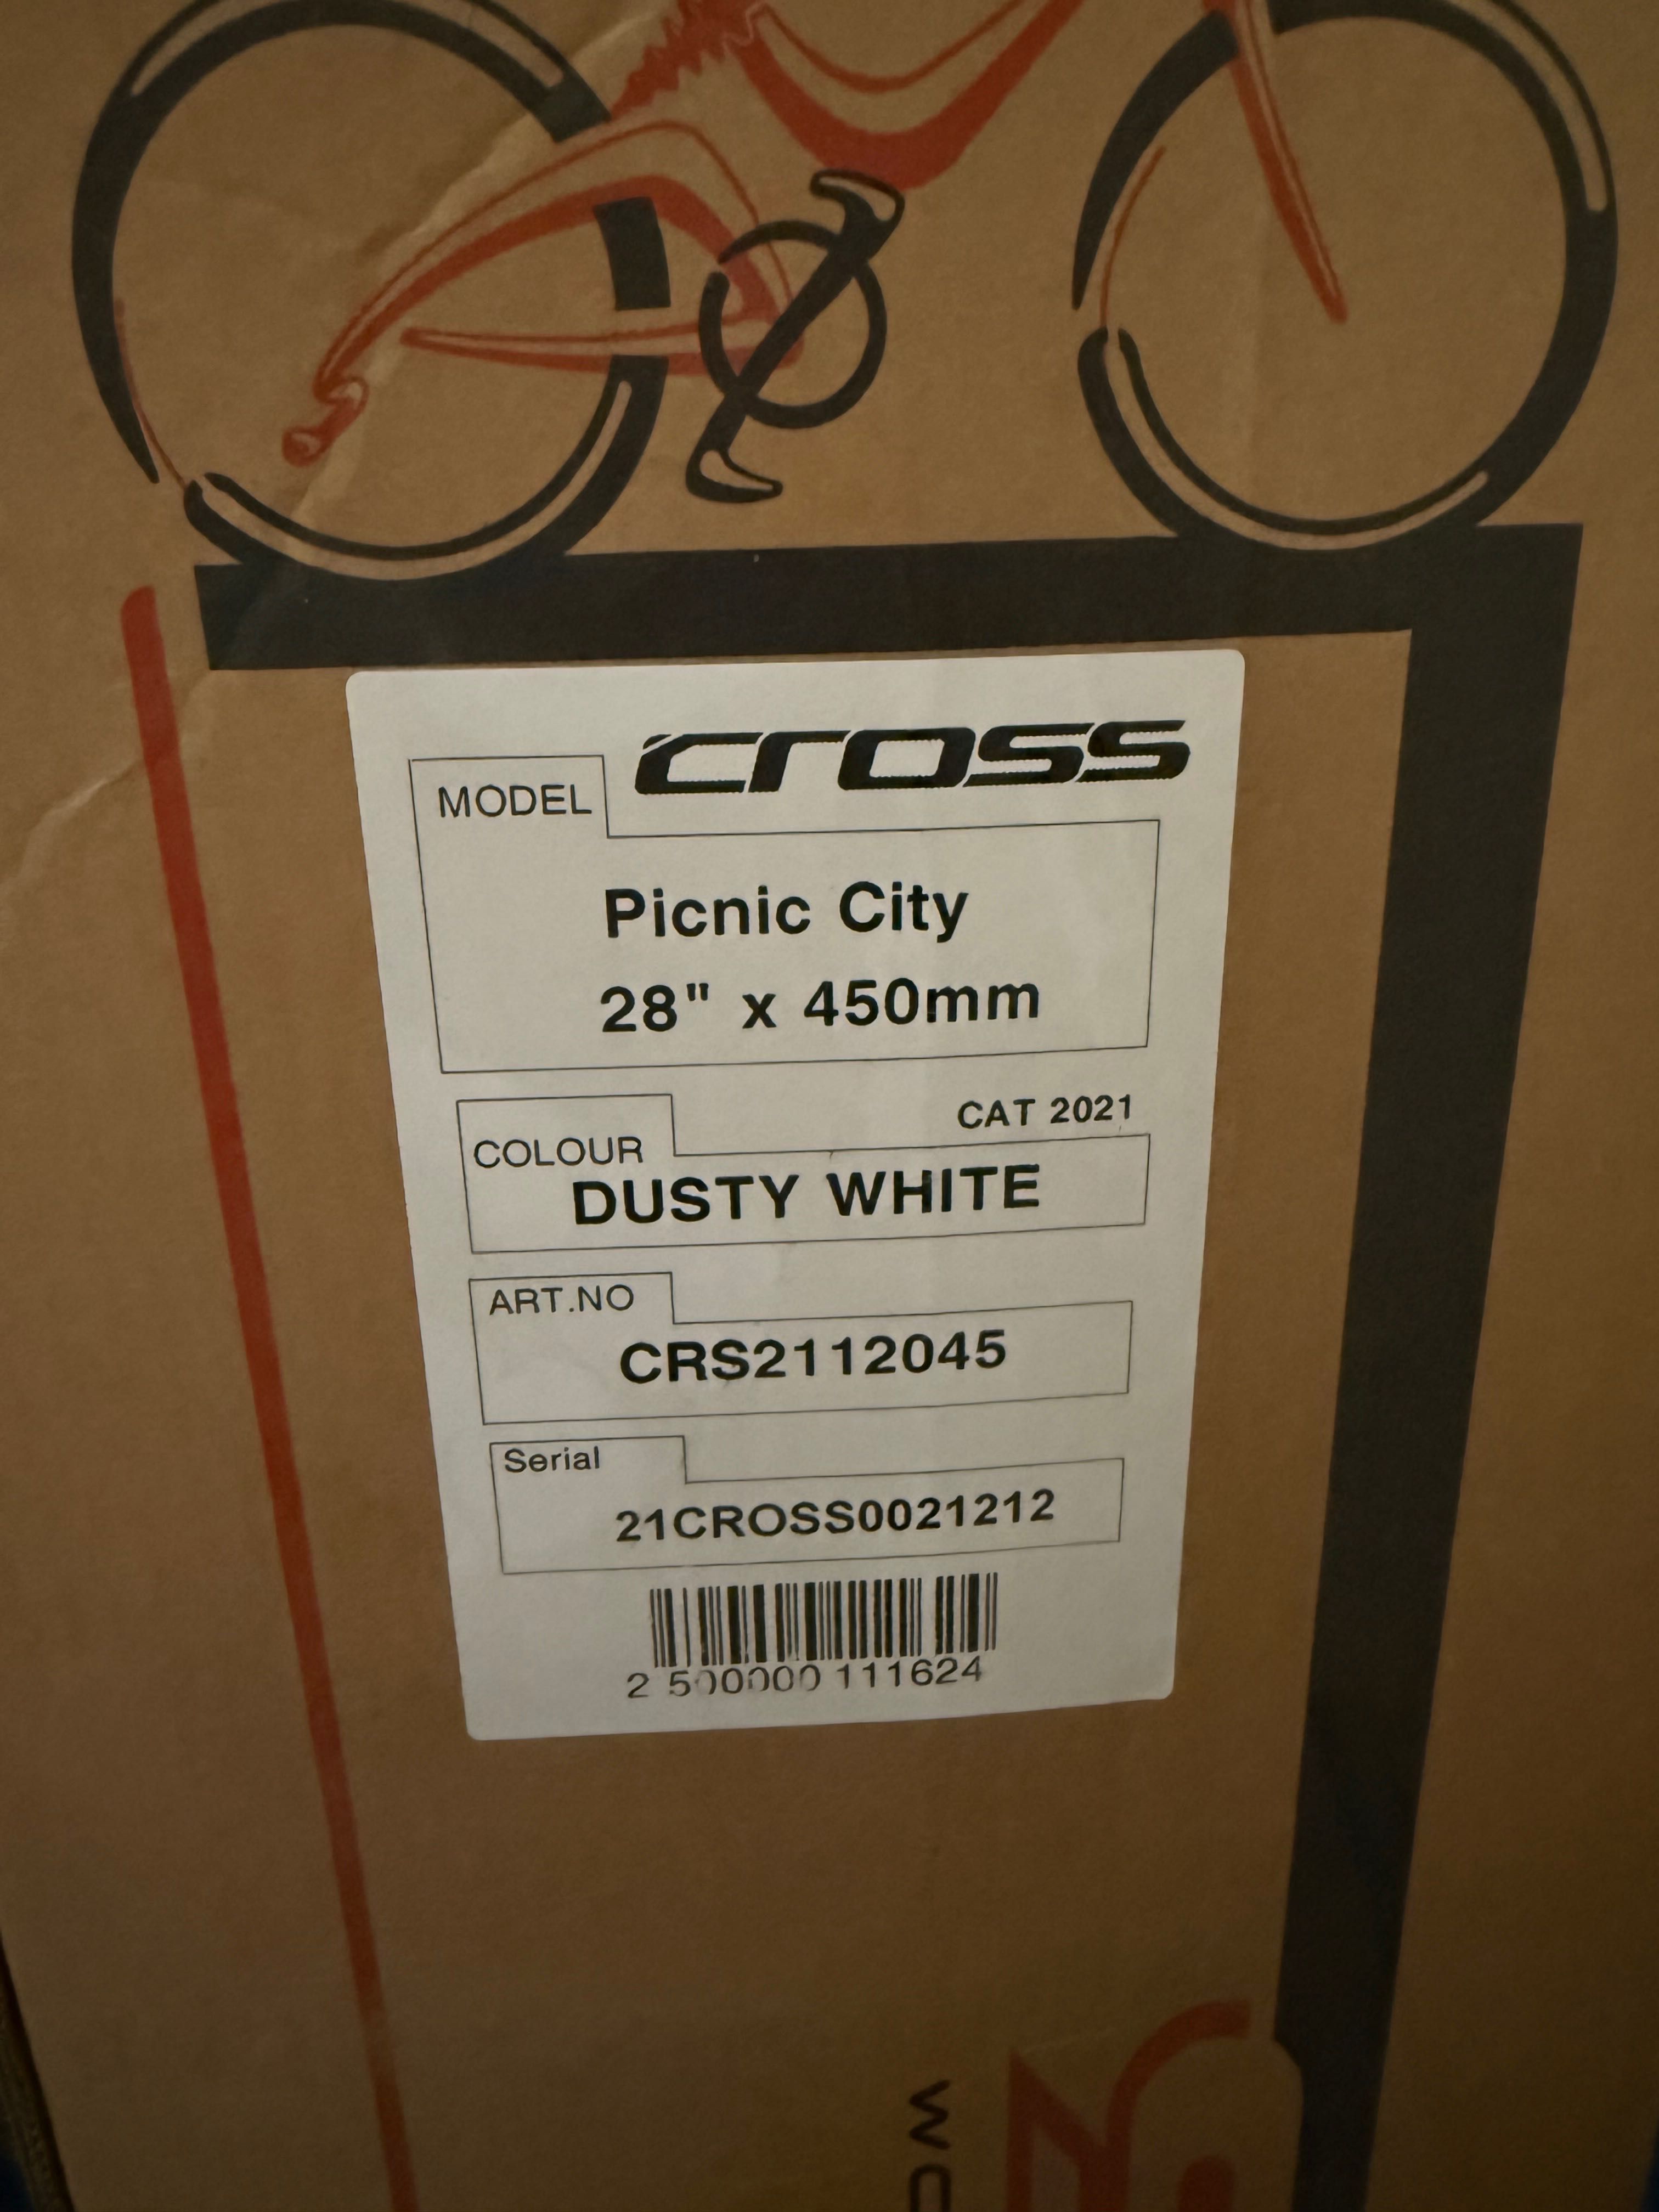 CROSS
MODEL
Picnic City
28" x 450mm
CAT 2021
COLOUR
DUSTY WHITE
ART.NO
CRS2112045
Serial
21CROSS0021212
2 500000 111624